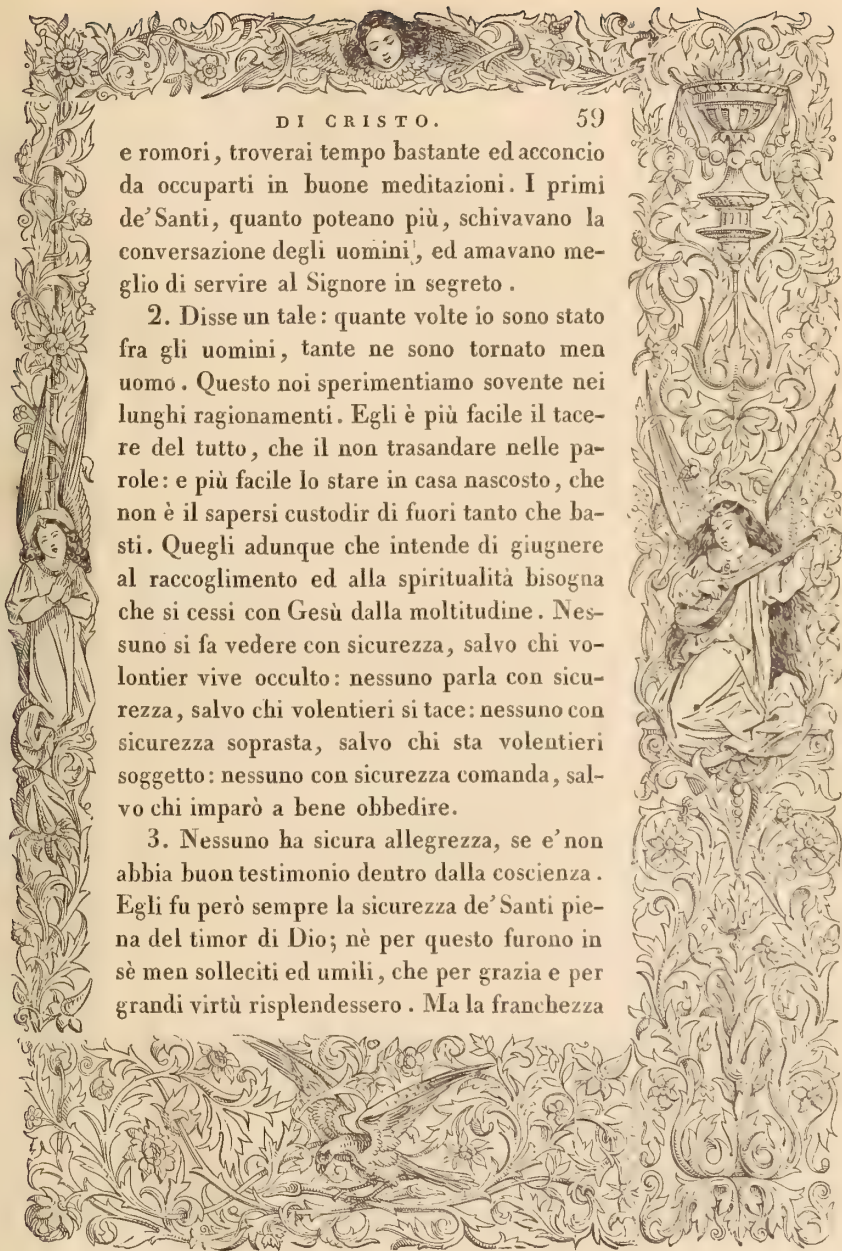 DI CRISTO. 59
e romori, troverai tempo bastante ed acconcio
da occuparti in buone meditazioni. I primi
de' Santi, quanto poteano più, schivavano la
conversazione degli uomini, ed amavano me-
glio di servire al Signore in segreto.
2. Disse un tale: quante volte io sono stato
fra gli uomini, tante ne sono tornato men
uomo. Questo noi sperimentiamo sovente nei
lunghi ragionamenti. Egli è più facile il tace-
re del tutto, che il non trasandare nelle pa-
role: e più facile lo stare in casa nascosto, che
non è il sapersi custodir di fuori tanto che ba-
sti. Quegli adunque che intende di giugnere
al raccoglimento ed alla spiritualità bisogna
che si cessi con Gesù dalla moltitudine. Nes-
suno si fa vedere con sicurezza, salvo chi vo-
lontier vive occulto: nessuno parla con sicu-
rezza, salvo chi volentieri si tace: nessuno con
sicurezza soprasta, salvo chi sta volentieri
soggetto: nessuno con sicurezza comanda, sal-
vo chi imparò a bene obbedire.
3. Nessuno ha sicura allegrezza, se e' non
abbia buon testimonio dentro dalla coscienza.
Egli fu però sempre la sicurezza de' Santi pie-
na del timor di Dio; nè per questo furono in
sè men solleciti ed umili, che per grazia e per
grandi virtù risplendessero. Ma la franchezza